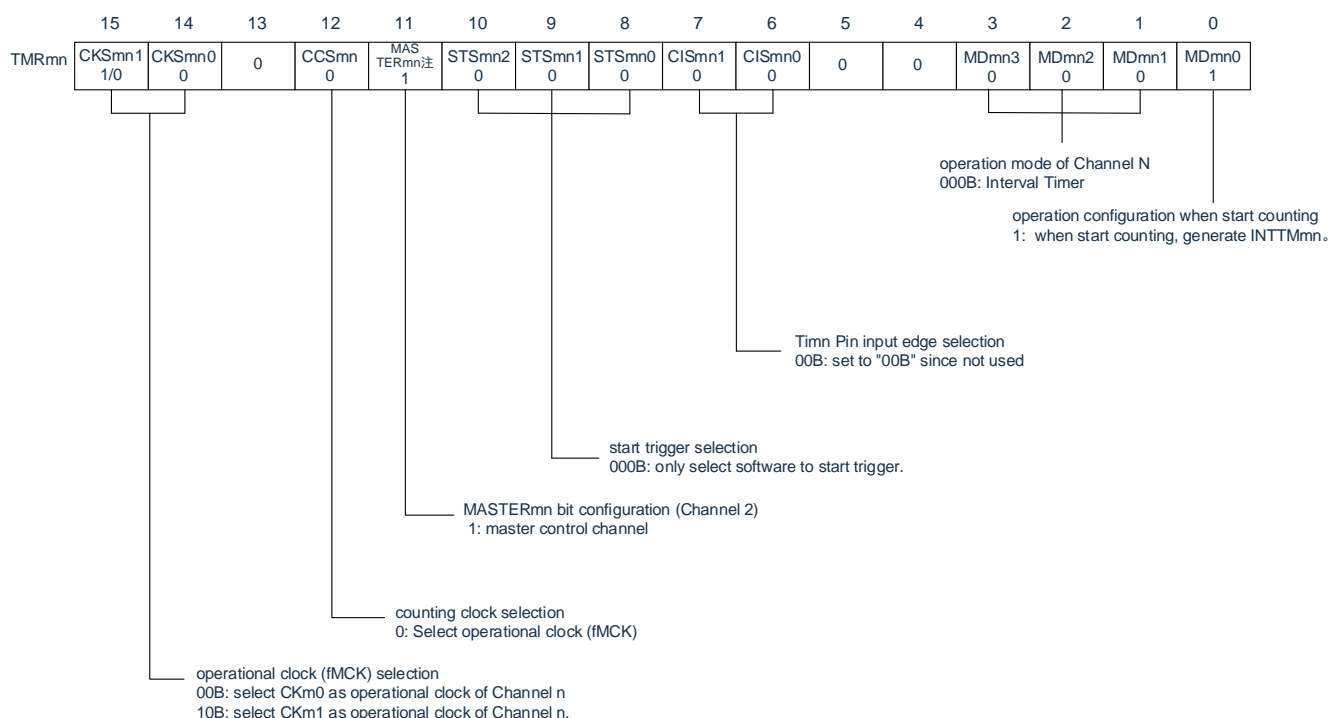 15 14 13 12 11 10 9 8 7 6 5 4 3 2 1 0
TMRmn CKSmn1 CKSmn0 0 CCSmn MAS STSmn2 STSmn1 STSmn0 CISmn1 CISmn0 0 0 MDmn3 MDmn2 MDmn1 MDmn0
TERmn注
1/0 0 0 1 0 0 0 0 0 0 0 0 1
operation mode of Channel N
000B: Interval Timer
operation configuration when start counting
1: when start counting, generate INTTMmn。
Timn Pin input edge selection
00B: set to "00B" since not used
start trigger selection
000B: only select software to start trigger.
MASTERmn bit configuration (Channel 2)
1: master control channel
counting clock selection
0: Select operational clock (fMCK)
operational clock (fMCK) selection
00B: select CKm0 as operational clock of Channel n
10B: select CKm1 as operational clock of Channel n.